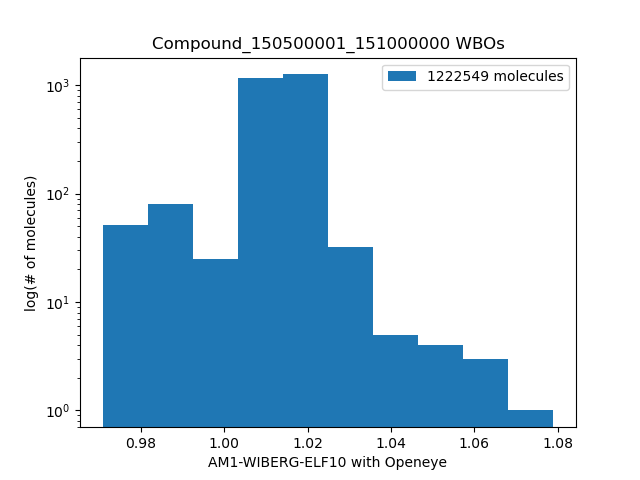 Compound_150500001_151000000 WBOs
1222549 molecules
log(# of molecules)
10³
10²
10¹
10⁰
0.98 1.00 1.02 1.04 1.06 1.08
AM1-WIBERG-ELF10 with Openeye